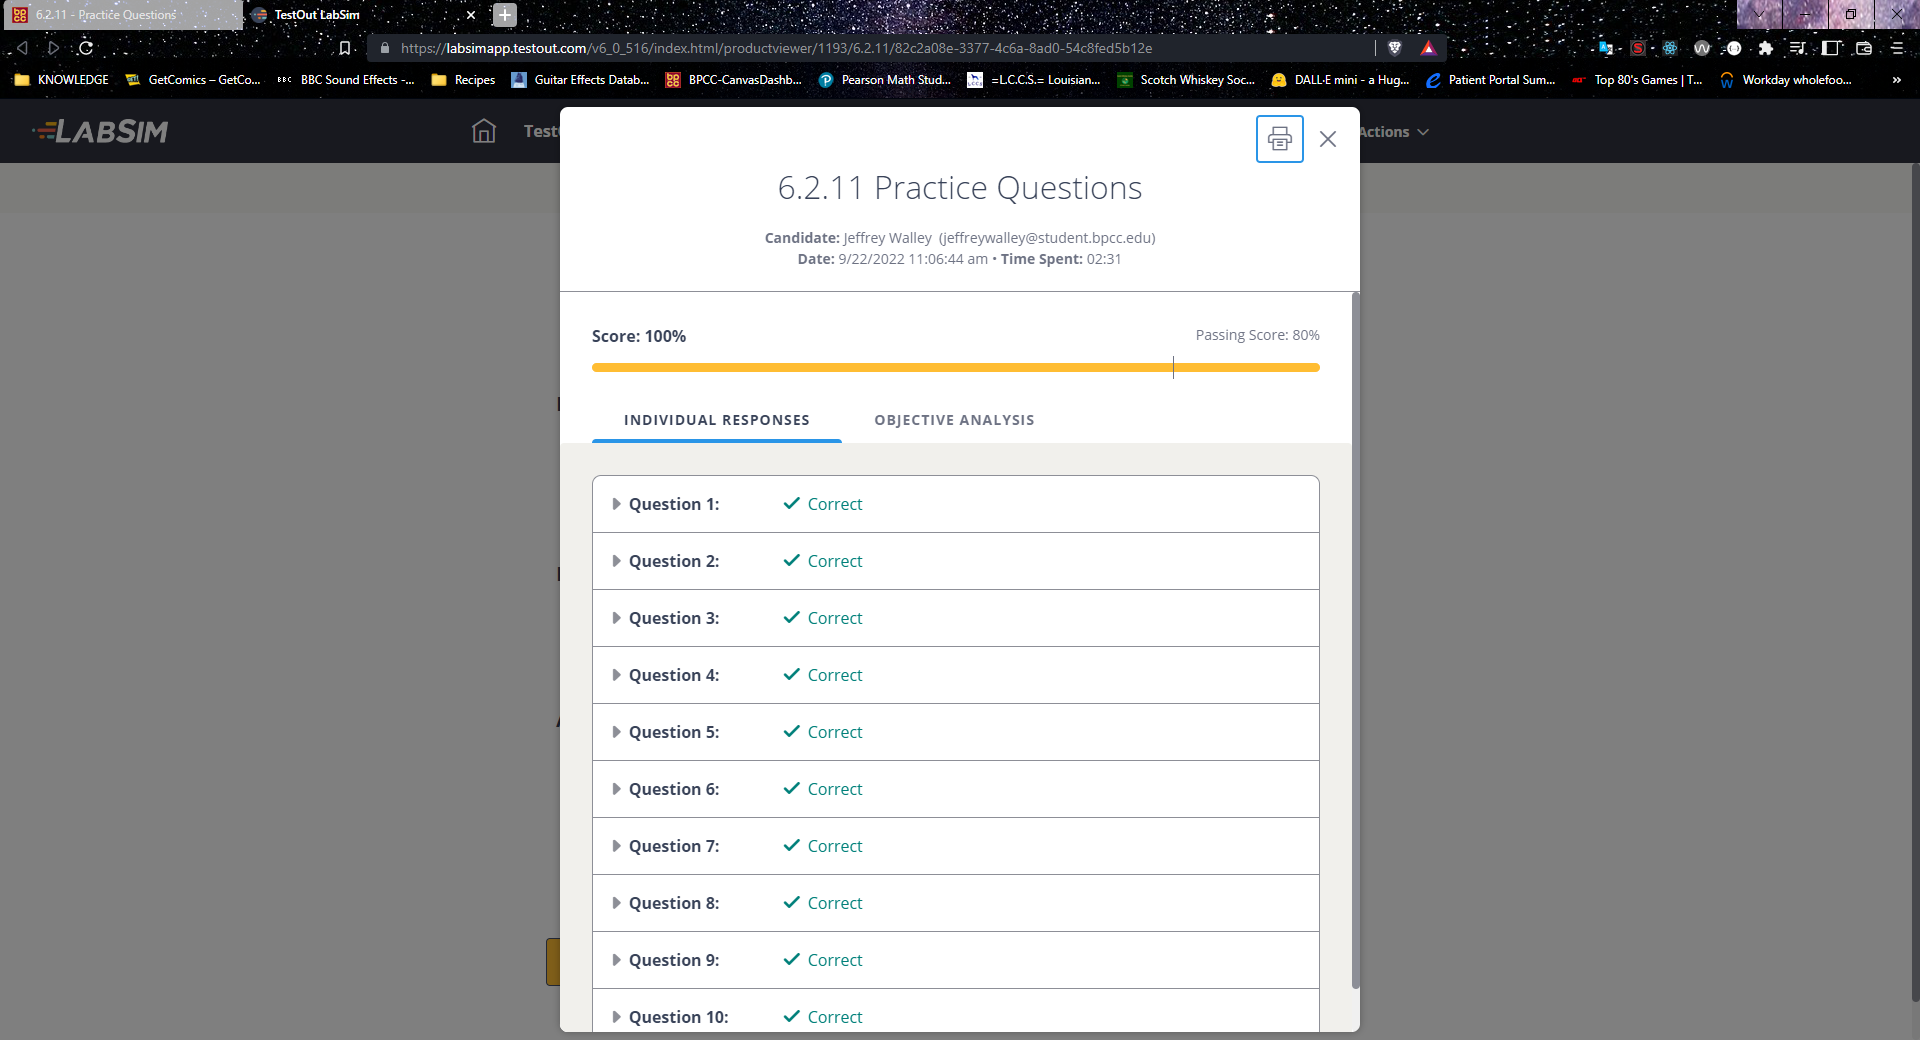 6.2.11 - Practice Questions
TestOut LabSim
https://labsimapp.testout.com/v6_0_516/index.html/productviewer/1193/6.2.11/82c2a08e-3377-4c6a-8ad0-54c8fed5b12e
KNOWLEDGE GetComics – GetCo... BBC BBC Sound Effects -... Recipes Guitar Effects Datab... BPCC-CanvasDashb... Pearson Math Stud... =L.C.C.S.= Louisian... Scotch Whiskey Soc... DALL·E mini - a Hug... Patient Portal Sum... Top 80's Games | T... Workday wholefoo... »
LABSIM
Test
Actions
6.2.11 Practice Questions
Candidate: Jeffrey Walley (jeffreywalley@student.bpcc.edu)
Date: 9/22/2022 11:06:44 am • Time Spent: 02:31
Score: 100%
Passing Score: 80%
INDIVIDUAL RESPONSES
OBJECTIVE ANALYSIS
Question 1: Correct
Question 2: Correct
Question 3: Correct
Question 4: Correct
Question 5: Correct
Question 6: Correct
Question 7: Correct
Question 8: Correct
Question 9: Correct
Question 10: Correct